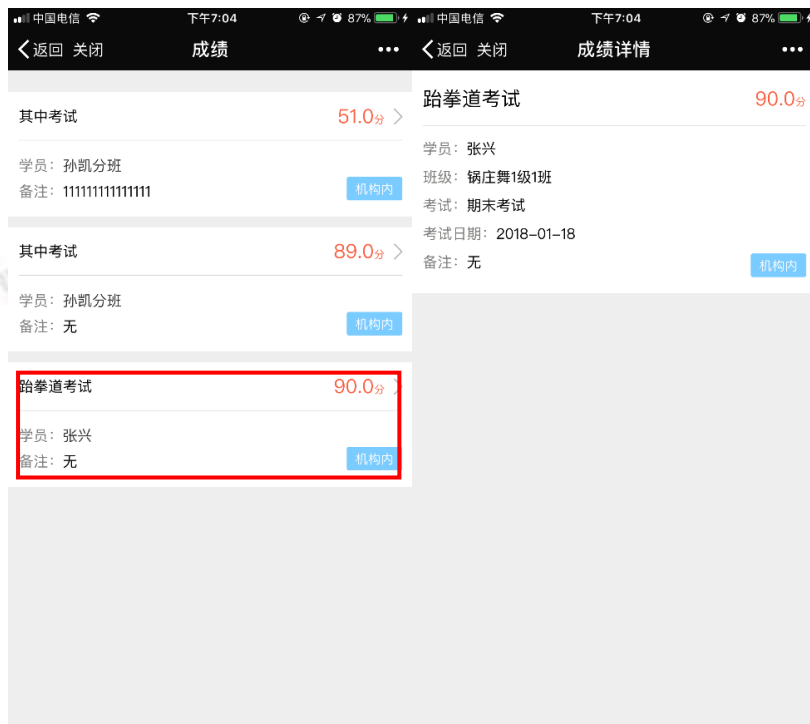 中国电信 下午7:04 87%
返回 关闭 成绩
其中考试 51.0分
学员：孙凯分班
备注：111111111111111 机构内
其中考试 89.0分
学员：孙凯分班
备注：无 机构内
跆拳道考试 90.0分
学员：张兴
备注：无 机构内
中国电信 下午7:04 87%
返回 关闭 成绩详情
跆拳道考试 90.0分
学员：张兴
班级：锅庄舞1级1班
考试：期末考试
考试日期：2018-01-18
备注：无 机构内